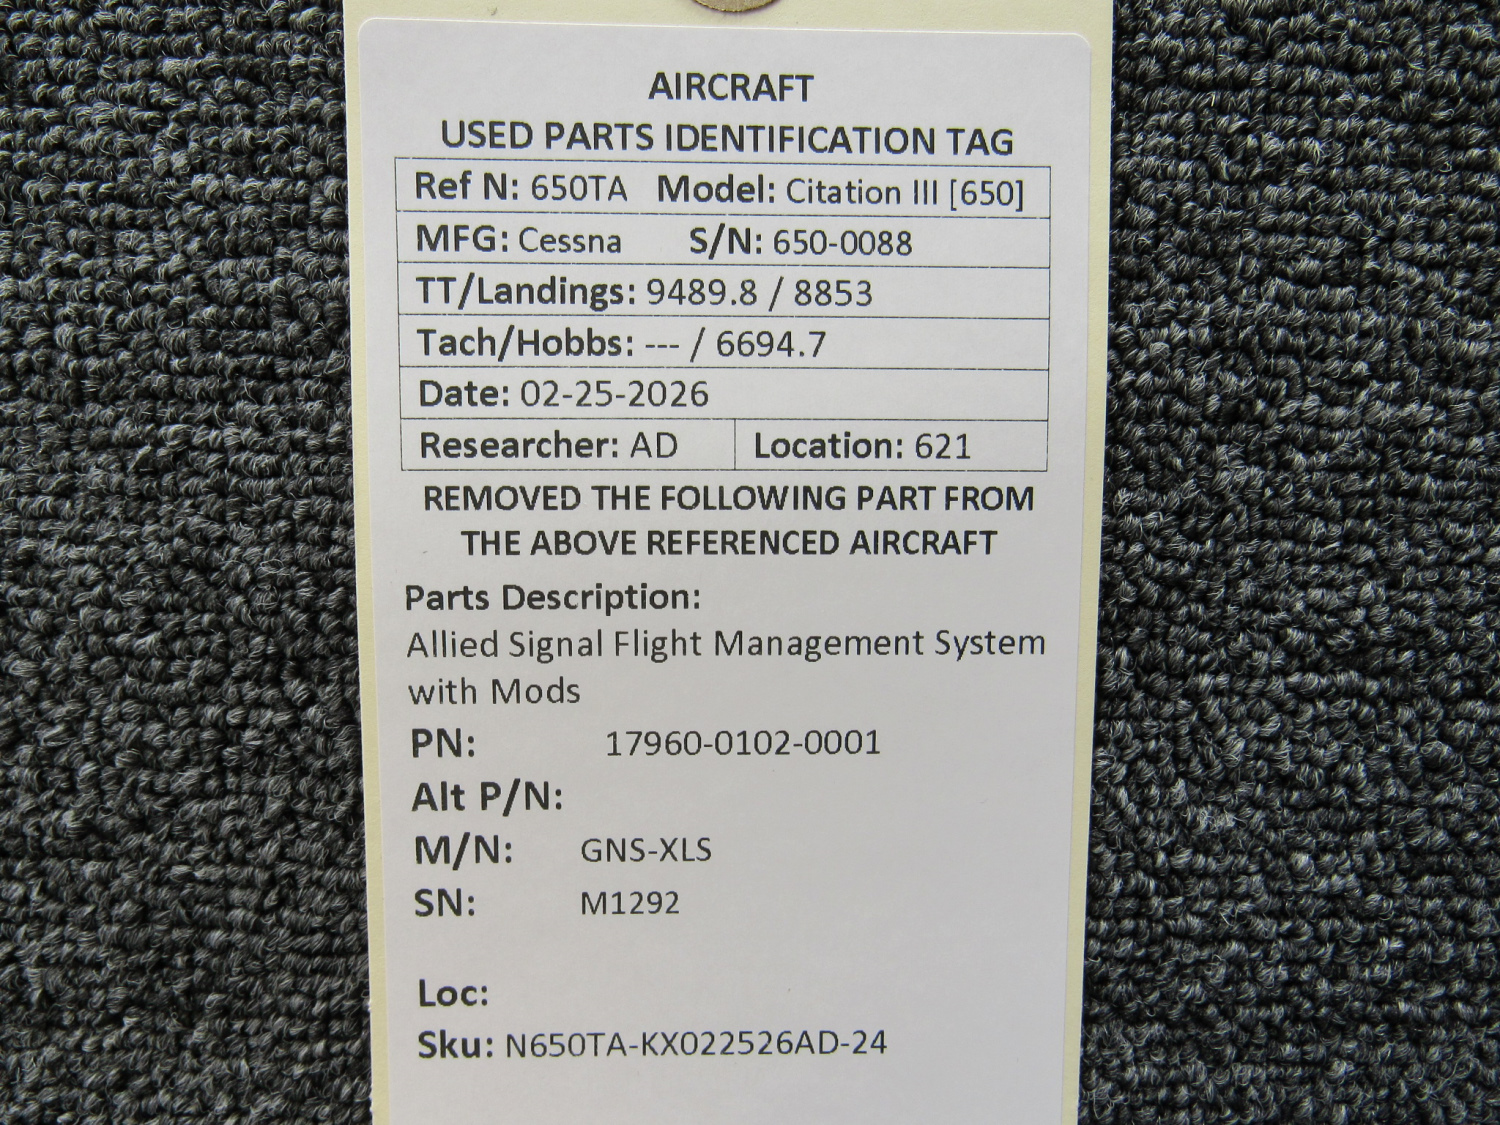 AIRCRAFT
USED PARTS IDENTIFICATION TAG
Ref N: 650TA Model: Citation III [650]
MFG: Cessna S/N: 650-0088
TT/Landings: 9489.8 / 8853
Tach/Hobbs: --- / 6694.7
Date: 02-25-2026
Researcher: AD Location: 621
REMOVED THE FOLLOWING PART FROM
THE ABOVE REFERENCED AIRCRAFT
Parts Description:
Allied Signal Flight Management System
with Mods
PN: 17960-0102-0001
Alt P/N:
M/N: GNS-XLS
SN: M1292
Loc:
Sku: N650TA-KX022526AD-24